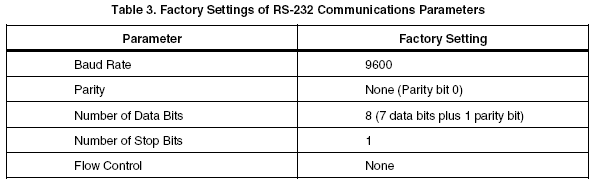 Table 3. Factory Settings of RS-232 Communications Parameters
Parameter Factory Setting
Baud Rate 9600
Parity None (Parity bit 0)
Number of Data Bits 8 (7 data bits plus 1 parity bit)
Number of Stop Bits 1
Flow Control None